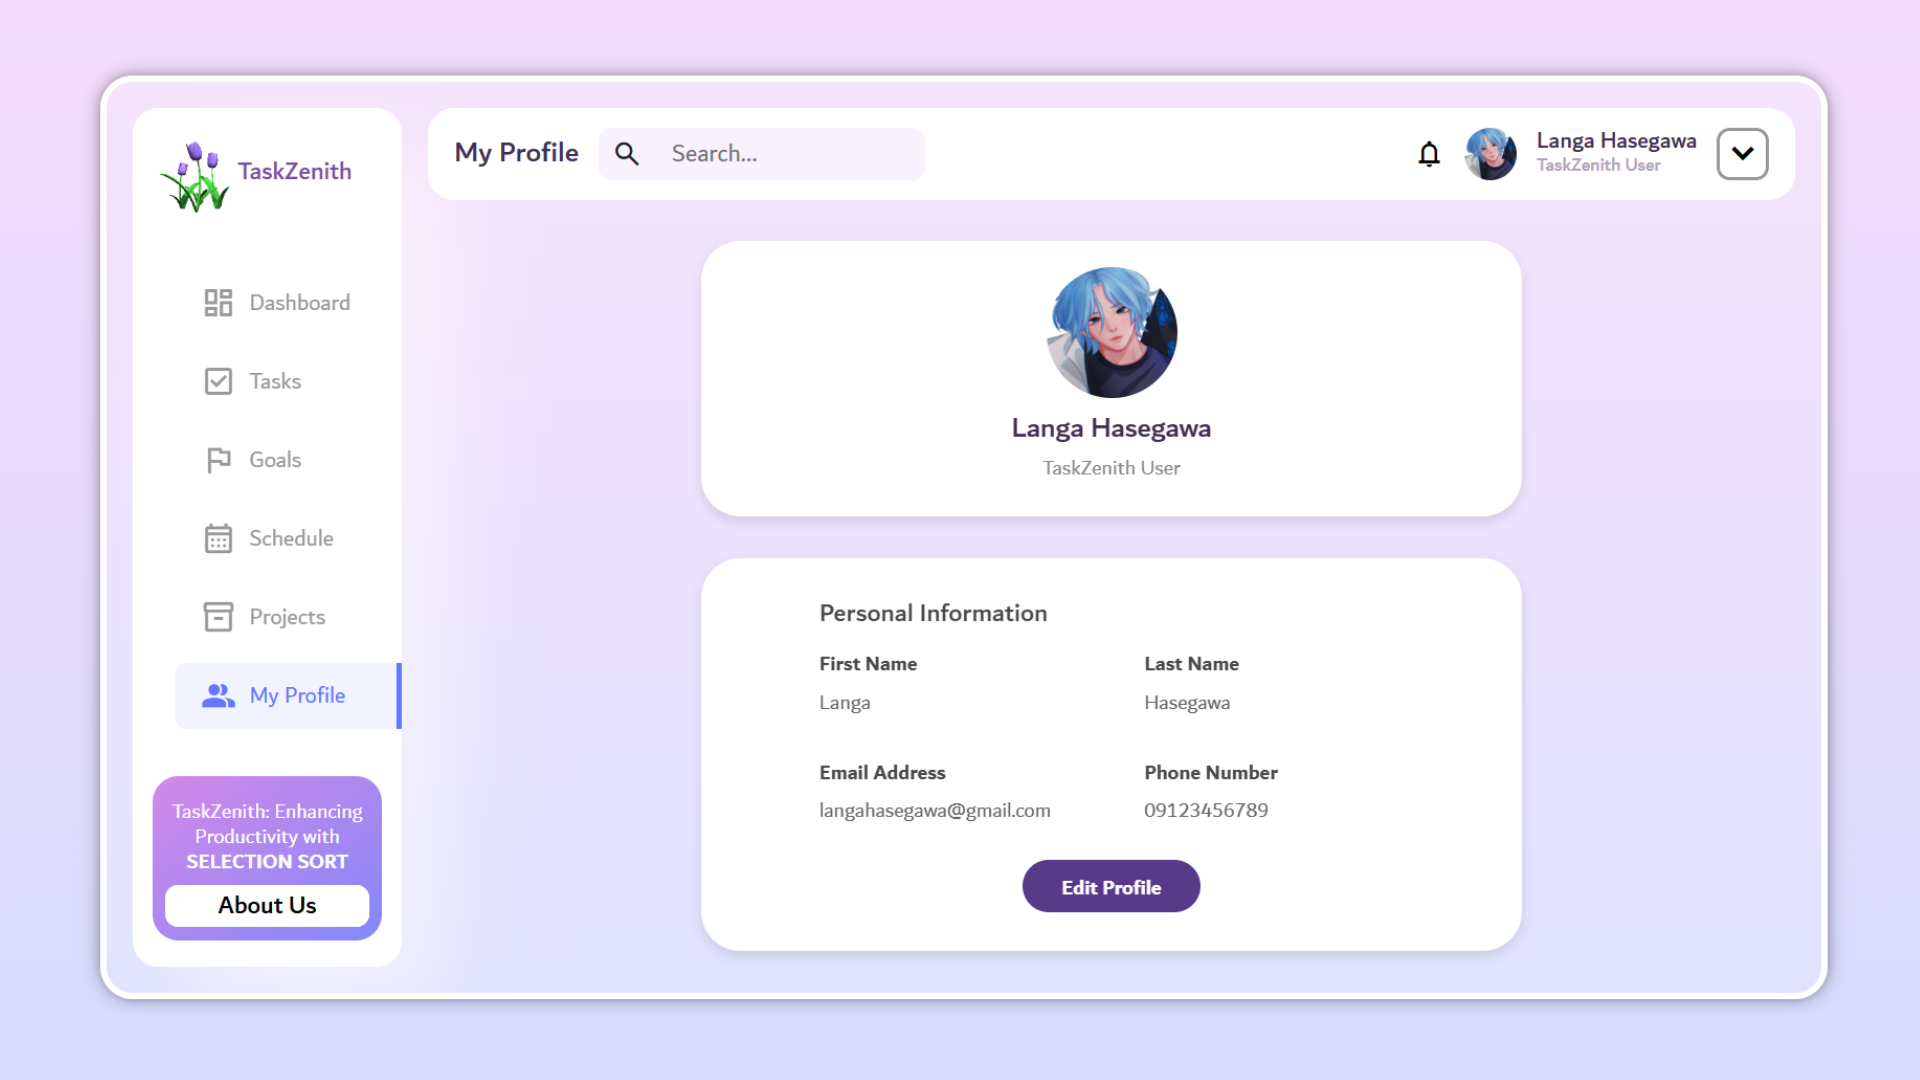 TaskZenith
Dashboard
Tasks
Goals
Schedule
Projects
My Profile
TaskZenith: Enhancing
Productivity with
SELECTION SORT
About Us
My Profile
Search...
Langa Hasegawa
TaskZenith User
Langa Hasegawa
TaskZenith User
Personal Information
First Name
Last Name
Langa
Hasegawa
Email Address
Phone Number
langahasegawa@gmail.com
09123456789
Edit Profile